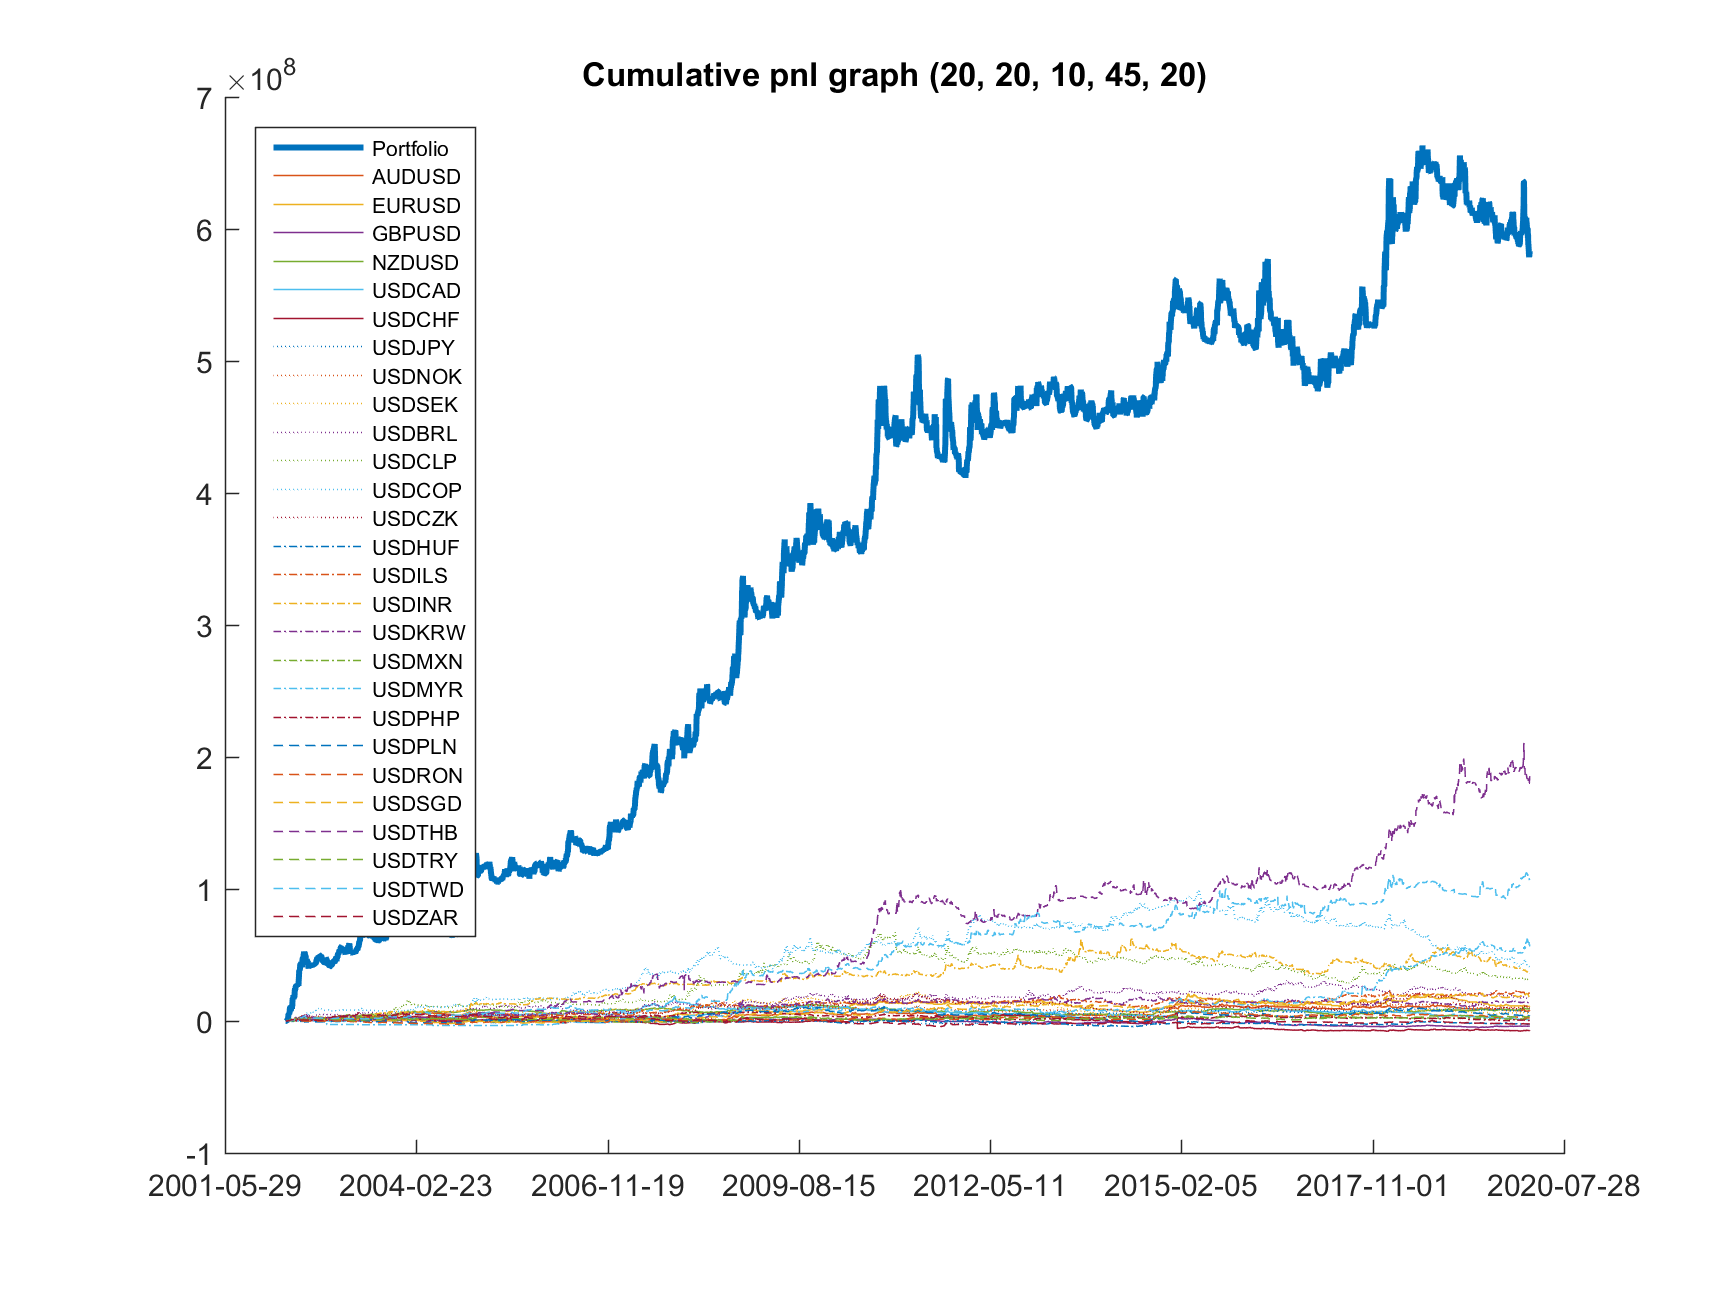 Cumulative pnl graph (20, 20, 10, 45, 20)
×10^8
7
6
5
4
3
2
1
0
-1
Portfolio
AUDUSD
EURUSD
GBPUSD
NZDUSD
USDCAD
USDCHF
USDJPY
USDNOK
USDSEK
USDBRL
USDCLP
USDCOP
USDCZK
USDHUF
USDILS
USDINR
USDKRW
USDMXN
USDMYR
USDPHP
USDPLN
USDRON
USDSGD
USDTHB
USDTRY
USDTWD
USDZAR
2001-05-29 2004-02-23 2006-11-19 2009-08-15 2012-05-11 2015-02-05 2017-11-01 2020-07-28